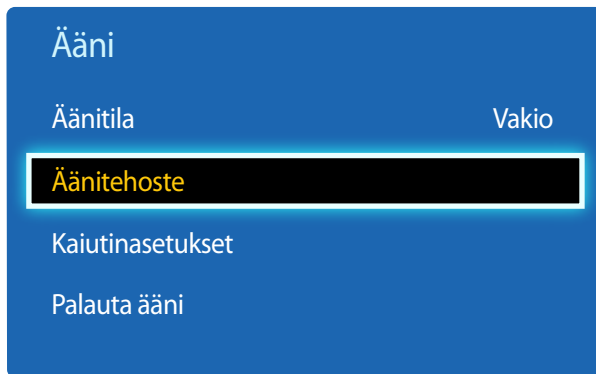 Ääni
Äänitila Vakio
Äänitehoste
Kaiutinasetukset
Palauta ääni